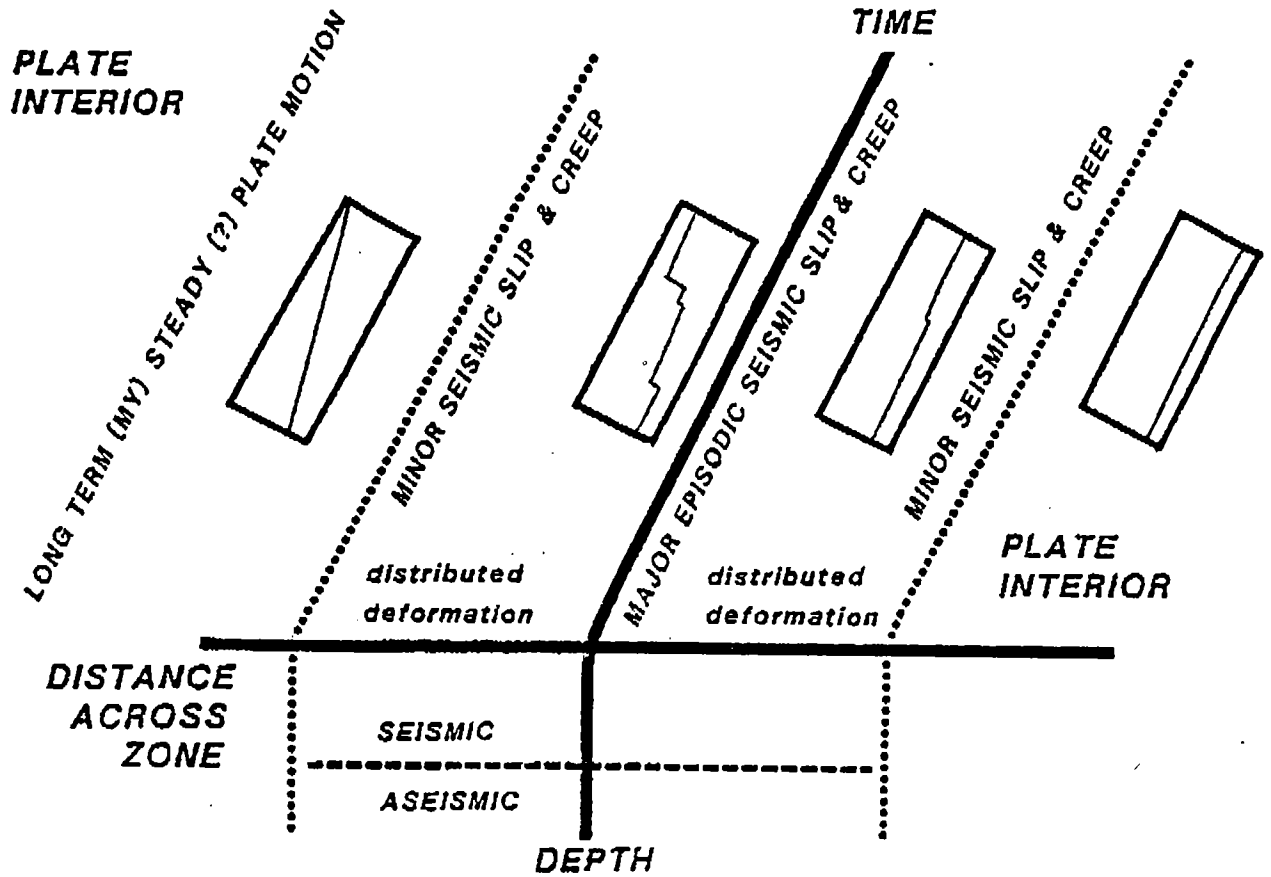 TIME
PLATE
INTERIOR
LONG TERM (MY) STEADY (?) PLATE MOTION
MINOR SEISMIC SLIP & CREEP
MAJOR EPISODIC SEISMIC SLIP & CREEP
MINOR SEISMIC SLIP & CREEP
distributed
deformation
distributed
deformation
PLATE
INTERIOR
DISTANCE
ACROSS
ZONE
SEISMIC
ASEISMIC
DEPTH